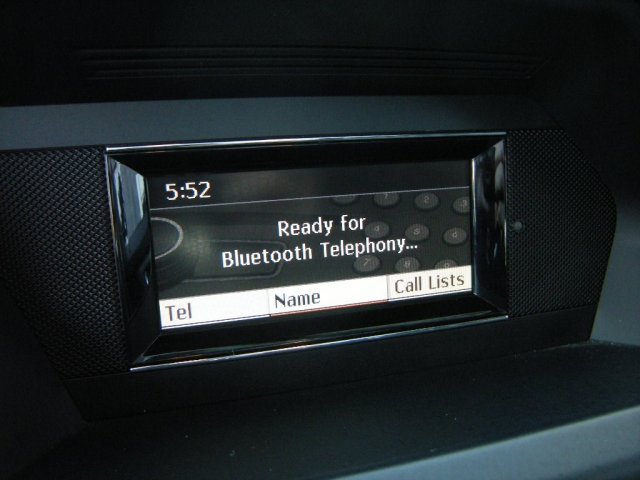 5:52
Ready for
Bluetooth Telephony...
Tel Name Call Lists